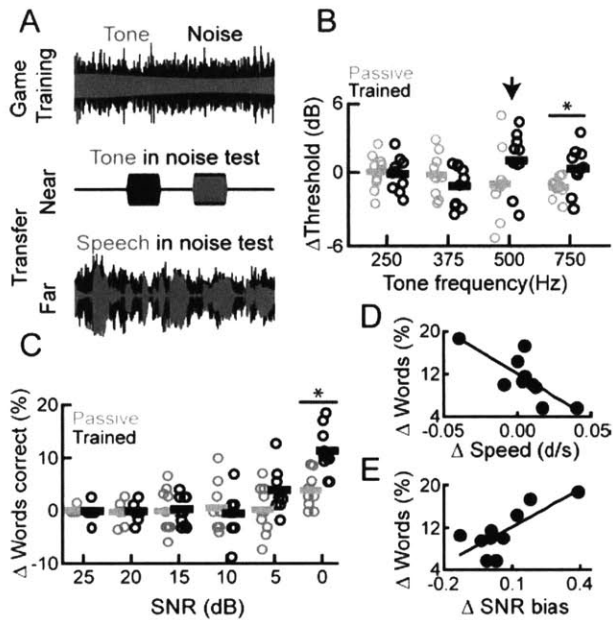 A
Tone Noise
Game
Training
Tone in noise test
Near
Transfer
Speech in noise test
Far
B
Passive
Trained
*
6
0
-6
ΔThreshold (dB)
250 375 500 750
Tone frequency(Hz)
C
Passive
Trained
*
20
10
0
-10
Δ Words correct (%)
25 20 15 10 5 0
SNR (dB)
D
20
12
4
Δ Words (%)
-0.05 0.00 0.05
Δ Speed (d/s)
E
20
12
4
Δ Words (%)
-0.2 0.1 0.4
Δ SNR bias